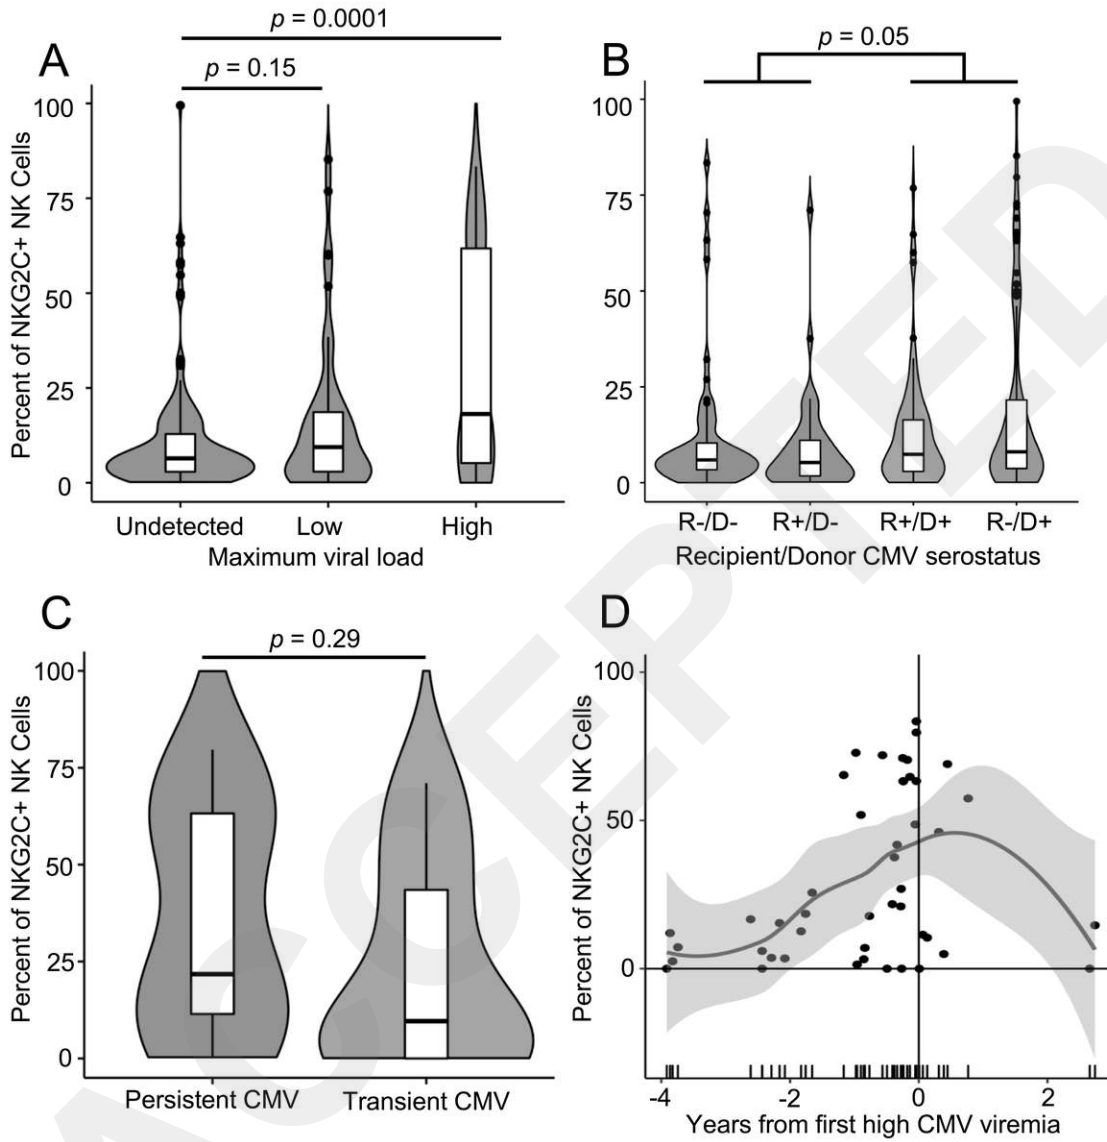 A
p = 0.0001
p = 0.15
Percent of NKG2C+ NK Cells
100
75
50
25
0
Undetected
Low
High
Maximum viral load
B
p = 0.05
100
75
50
25
0
R-/D-
R+/D-
R+/D+
R-/D+
Recipient/Donor CMV serostatus
C
p = 0.29
Percent of NKG2C+ NK Cells
100
75
50
25
0
Persistent CMV
Transient CMV
D
Percent of NKG2C+ NK Cells
100
50
0
-4
-2
0
2
Years from first high CMV viremia
ACCEPTED